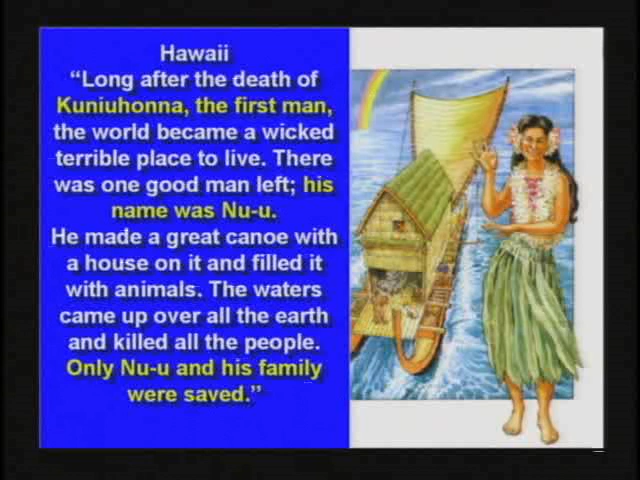 Hawaii
“Long after the death of
Kuniuhonna, the first man,
the world became a wicked
terrible place to live. There
was one good man left; his
name was Nu-u.
He made a great canoe with
a house on it and filled it
with animals. The waters
came up over all the earth
and killed all the people.
Only Nu-u and his family
were saved.”